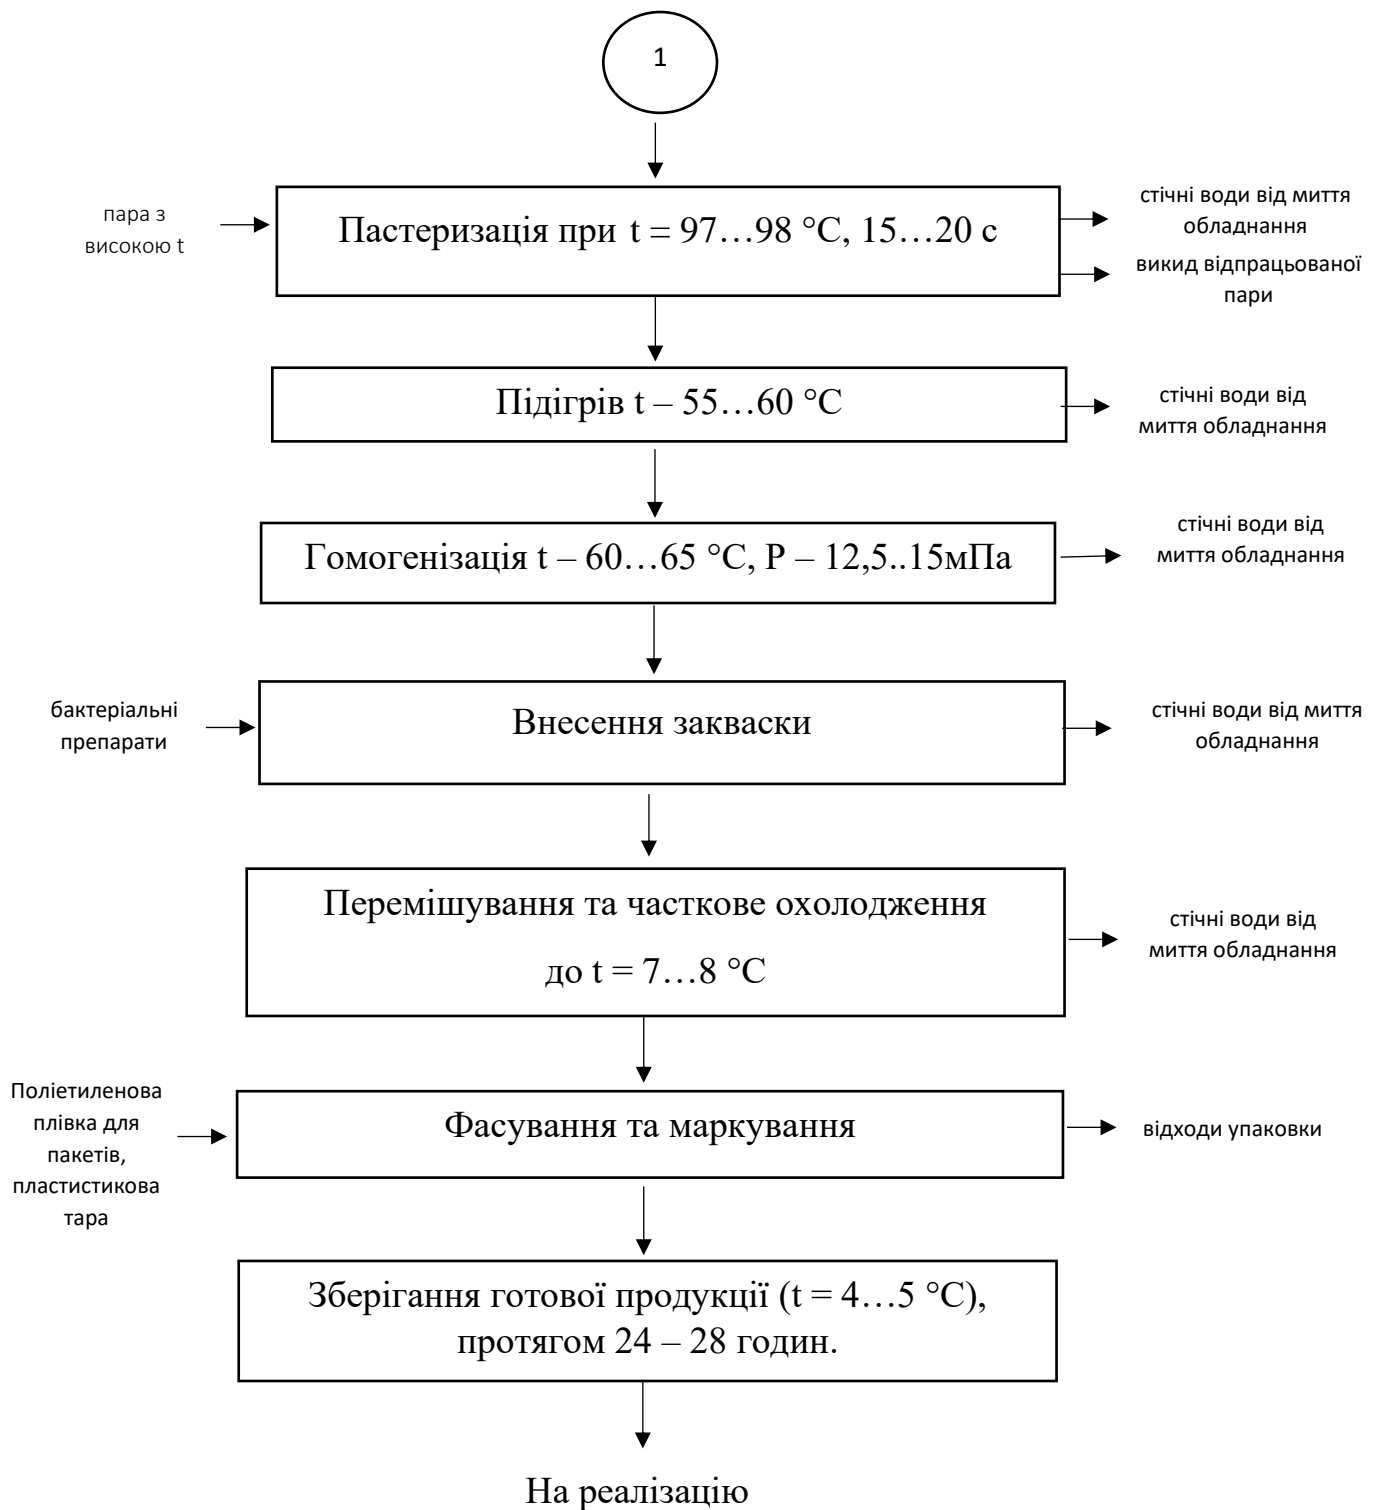 1
пара з
високою t
Пастеризація при t = 97…98 °C, 15…20 с
стічні води від миття
обладнання
викид відпрацьованої
пари
Підігрів t – 55…60 °C
стічні води від
миття обладнання
Гомогенізація t – 60…65 °C, P – 12,5..15мПа
стічні води від
миття обладнання
бактеріальні
препарати
Внесення закваски
стічні води від миття
обладнання
Перемішування та часткове охолодження
до t = 7…8 °C
стічні води від
миття обладнання
Поліетиленова
плівка для
пакетів,
пластистикова
тара
Фасування та маркування
відходи упаковки
Зберігання готової продукції (t = 4…5 °C),
протягом 24 – 28 годин.
На реалізацію